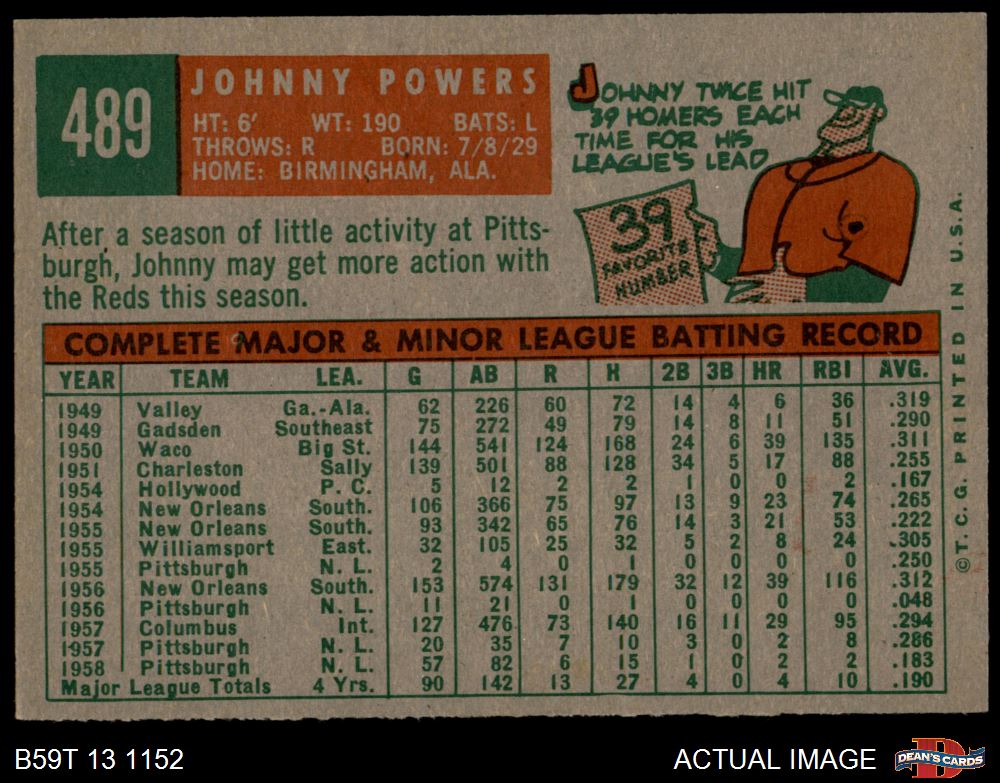 489
JOHNNY POWERS
HT: 6' WT: 190 BATS: L
THROWS: R BORN: 7/8/29
HOME: BIRMINGHAM, ALA.
JOHNNY TWICE HIT
39 HOMERS EACH
TIME FOR HIS
LEAGUE'S LEAD
39
FAVORITE
NUMBER
After a season of little activity at Pitts-
burgh, Johnny may get more action with
the Reds this season.
COMPLETE MAJOR & MINOR LEAGUE BATTING RECORD
YEAR TEAM LEA. G AB R H 2B 3B HR RBI AVG.
1949 Valley Ga.-Ala. 62 226 60 72 14 4 6 36 .319
1949 Gadsden Southeast 75 272 49 79 14 8 11 51 .290
1950 Waco Big St. 144 541 124 168 24 6 39 135 .311
1951 Charleston Sally 139 501 88 128 34 5 17 88 .255
1954 Hollywood P. C. 5 12 2 2 1 0 0 2 .167
1954 New Orleans South. 106 366 75 97 13 9 23 74 .265
1955 New Orleans South. 93 342 65 76 14 3 21 53 .222
1955 Williamsport East. 32 105 25 32 5 2 8 24 .305
1955 Pittsburgh N. L. 2 4 0 1 0 0 0 0 .250
1956 New Orleans South. 153 574 131 179 32 12 39 116 .312
1956 Pittsburgh N. L. 11 21 0 1 0 0 0 0 .048
1957 Columbus Int. 127 476 73 140 16 11 29 95 .294
1957 Pittsburgh N. L. 20 35 7 10 3 0 2 8 .286
1958 Pittsburgh N. L. 57 82 6 15 1 0 2 2 .183
Major League Totals 4 Yrs. 90 142 13 27 4 0 4 10 .190
©T. C. G. PRINTED IN U.S.A.
B59T 13 1152
ACTUAL IMAGE
D
DEAN'S CARDS